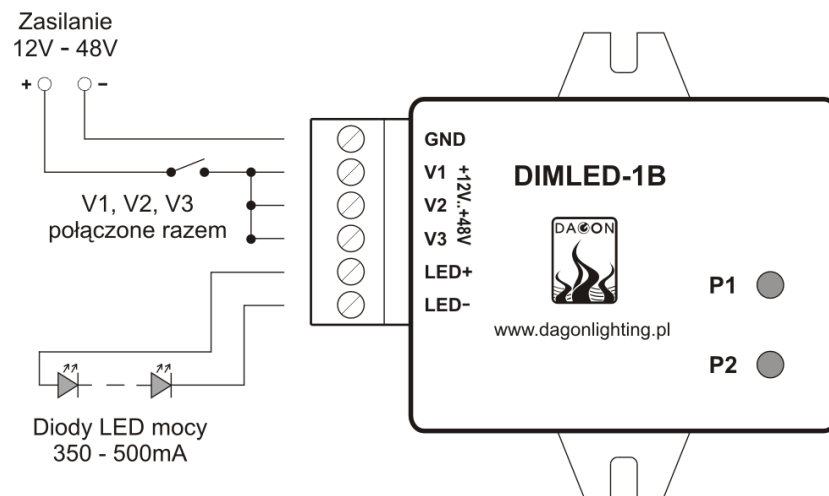 Zasilanie
12V - 48V
+ -
V1, V2, V3
połączone razem
Diody LED mocy
350 - 500mA
GND
V1
V2
V3
+12V..+48V
LED+
LED-
DIMLED-1B
DAGON
www.dagonlighting.pl
P1
P2